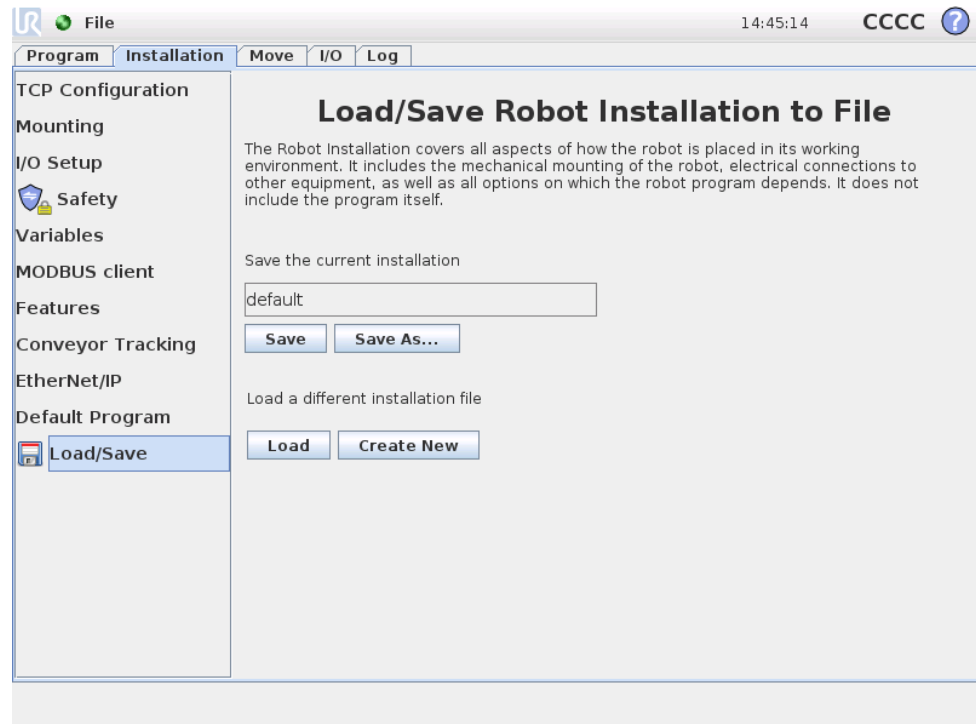 UR File 14:45:14 CCCC ?
Program Installation Move I/O Log
TCP Configuration
Mounting
I/O Setup
Safety
Variables
MODBUS client
Features
Conveyor Tracking
EtherNet/IP
Default Program
Load/Save
Load/Save Robot Installation to File
The Robot Installation covers all aspects of how the robot is placed in its working
environment. It includes the mechanical mounting of the robot, electrical connections to
other equipment, as well as all options on which the robot program depends. It does not
include the program itself.
Save the current installation
default
Save Save As...
Load a different installation file
Load Create New